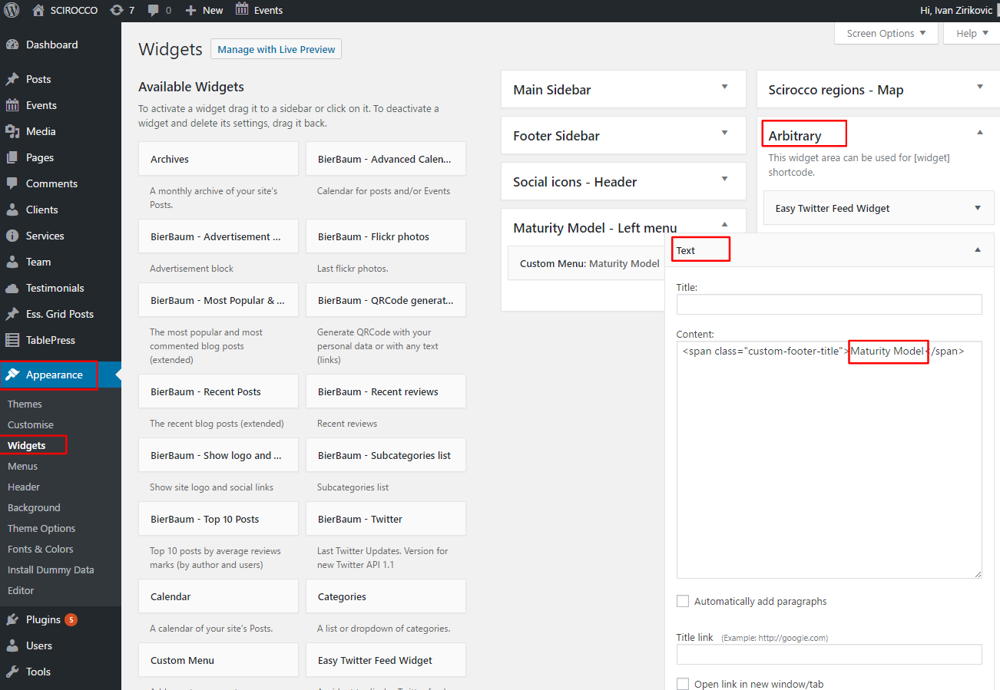 SCIROCCO 7 0 New Events Hi, Ivan Zirikovic
Screen Options Help
Dashboard
Posts
Events
Media
Pages
Comments
Clients
Services
Team
Testimonials
Ess. Grid Posts
TablePress
Appearance
Themes
Customise
Widgets
Menus
Header
Background
Theme Options
Fonts & Colors
Install Dummy Data
Editor
Plugins 5
Users
Tools
Widgets Manage with Live Preview
Available Widgets
To activate a widget drag it to a sidebar or click on it. To deactivate a
widget and delete its settings, drag it back.
Archives
A monthly archive of your site's
Posts.
BierBaum - Advanced Calen...
Calendar for posts and/or Events
BierBaum - Advertisement ...
Advertisement block
BierBaum - Flickr photos
Last flickr photos.
BierBaum - Most Popular & ...
The most popular and most
commented blog posts
(extended)
BierBaum - QRCode generat...
Generate QRCode with your
personal data or with any text
(links)
BierBaum - Recent Posts
The recent blog posts (extended)
BierBaum - Recent reviews
Recent reviews
BierBaum - Show logo and ...
Show site logo and social links
BierBaum - Subcategories list
Subcategories list
BierBaum - Top 10 Posts
Top 10 posts by average reviews
marks (by author and users)
BierBaum - Twitter
Last Twitter Updates. Version for
new Twitter API 1.1
Calendar
A calendar of your site's Posts.
Categories
A list or dropdown of categories.
Custom Menu
Easy Twitter Feed Widget
Main Sidebar
Footer Sidebar
Social icons - Header
Maturity Model - Left menu
Custom Menu: Maturity Model
Scirocco regions - Map
Arbitrary
This widget area can be used for [widget]
shortcode.
Easy Twitter Feed Widget
Text
Title:
Content:
<span class="custom-footer-title">Maturity Model</span>
Automatically add paragraphs
Title link (Example: http://google.com)
Open link in new window/tab